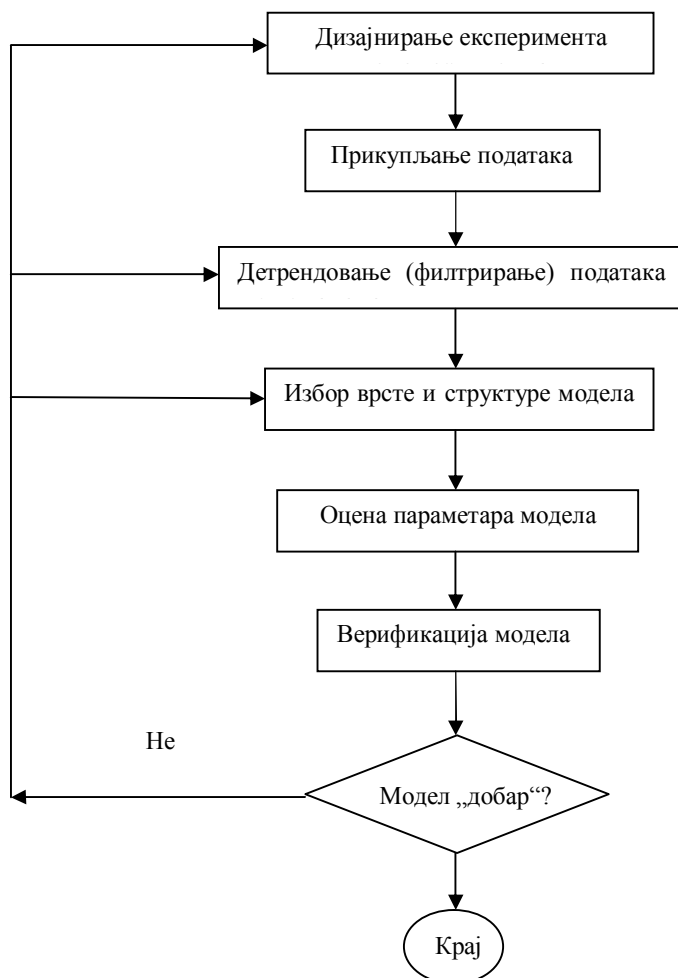 Дизајнирање експеримента
Прикупљање података
Детрендовање (филтрирање) података
Избор врсте и структуре модела
Оцена параметара модела
Верификација модела
Не
Модел „добар“?
Крај